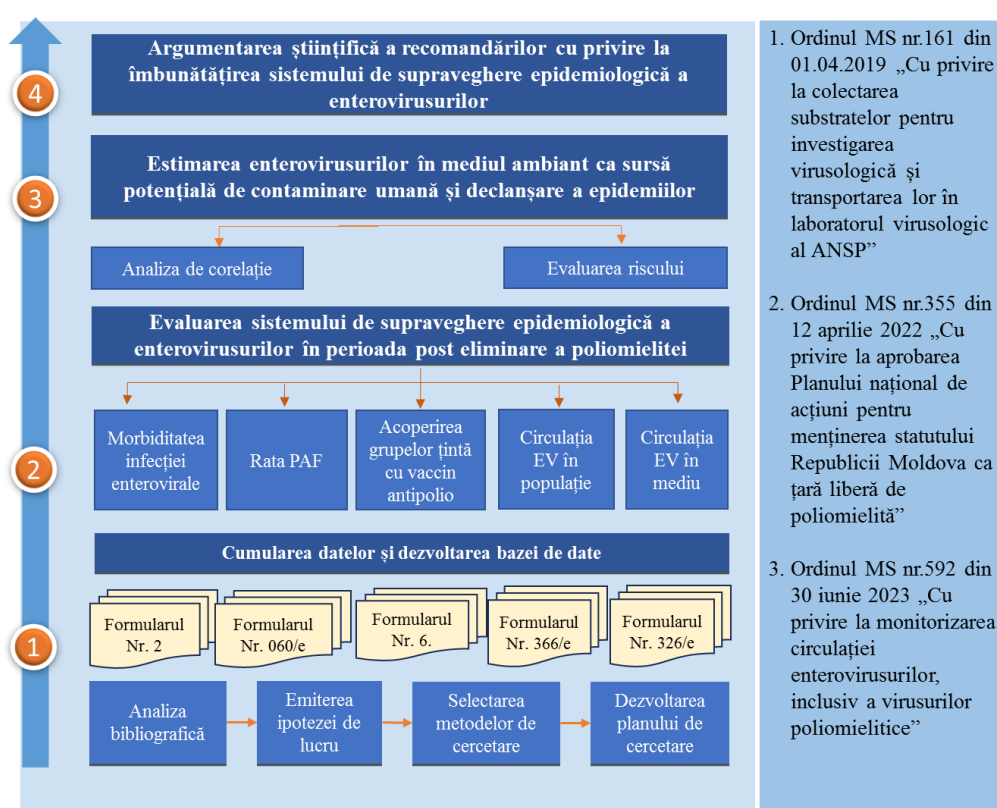 4
Argumentarea științifică a recomandărilor cu privire la
îmbunătățirea sistemului de supraveghere epidemiologică a
enterovirusurilor
3
Estimarea enterovirusurilor în mediul ambiant ca sursă
potențială de contaminare umană și declanșare a epidemiilor
Analiza de corelație
Evaluarea riscului
Evaluarea sistemului de supraveghere epidemiologică a
enterovirusurilor în perioada post eliminare a poliomielitei
2
Morbiditatea
infecției
enterovirale
Rata PAF
Acoperirea
grupelor țintă
cu vaccin
antipolio
Circulația
EV în
populație
Circulația
EV în
mediu
Cumularea datelor și dezvoltarea bazei de date
1
Formularul
Nr. 2
Formularul
Nr. 060/e
Formularul
Nr. 6.
Formularul
Nr. 366/e
Formularul
Nr. 326/e
Analiza
bibliografică
Emiterea
ipotezei de
lucru
Selectarea
metodelor de
cercetare
Dezvoltarea
planului de
cercetare
1. Ordinul MS nr.161 din
01.04.2019 „Cu privire
la colectarea
substratelor pentru
investigarea
virusologică și
transportarea lor în
laboratorul virusologic
al ANSP”
2. Ordinul MS nr.355 din
12 aprilie 2022 „Cu
privire la aprobarea
Planului național de
acțiuni pentru
menținerea statutului
Republicii Moldova ca
țară liberă de
poliomielită”
3. Ordinul MS nr.592 din
30 iunie 2023 „Cu
privire la monitorizarea
circulației
enterovirusurilor,
inclusiv a virusurilor
poliomielitice”